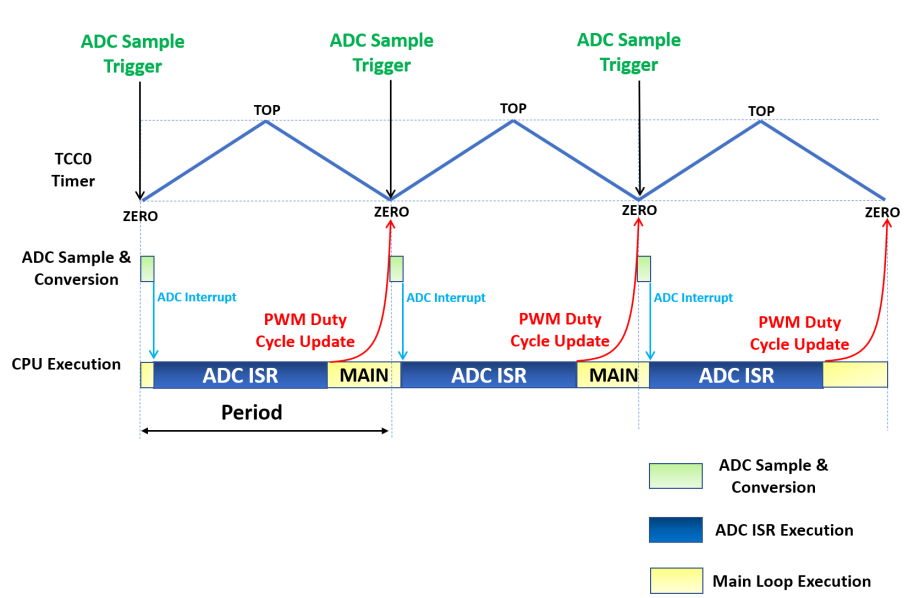 ADC Sample
Trigger
ADC Sample
Trigger
ADC Sample
Trigger
TOP
TOP
TOP
TCC0
Timer
ZERO
ZERO
ZERO
ZERO
ADC Sample &
Conversion
ADC Interrupt
ADC Interrupt
ADC Interrupt
PWM Duty
Cycle Update
PWM Duty
Cycle Update
PWM Duty
Cycle Update
CPU Execution
ADC ISR
MAIN
ADC ISR
MAIN
ADC ISR
Period
ADC Sample &
Conversion
ADC ISR Execution
Main Loop Execution